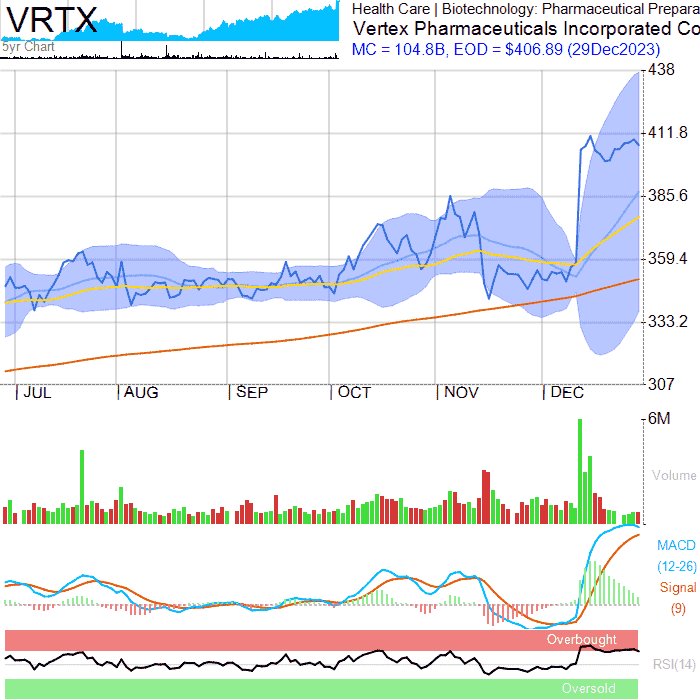 VRTX
5yr Chart
Health Care | Biotechnology: Pharmaceutical Prepara
Vertex Pharmaceuticals Incorporated Co
MC = 104.8B, EOD = $406.89 (29Dec2023)
438
411.8
385.6
359.4
333.2
307
JUL
AUG
SEP
OCT
NOV
DEC
6M
Volume
MACD
(12-26)
Signal
(9)
Overbought
RSI(14)
Oversold